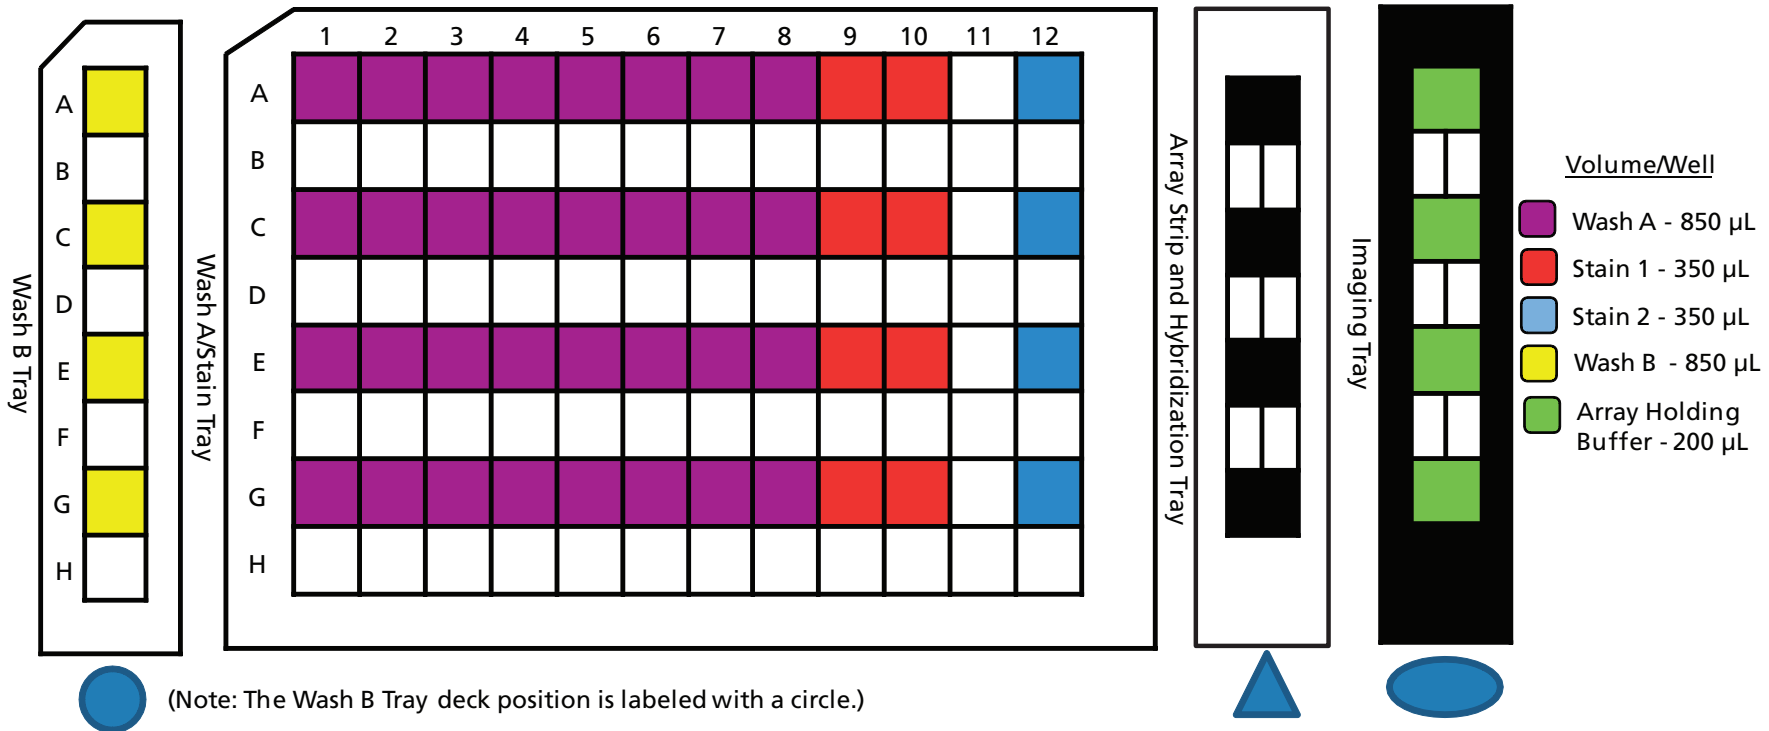 Wash B Tray
A
B
C
D
E
F
G
H
Wash A/Stain Tray
1 2 3 4 5 6 7 8 9 10 11 12
A
B
C
D
E
F
G
H
Array Strip and Hybridization Tray
Imaging Tray
Volume/Well
Wash A - 850 µL
Stain 1 - 350 µL
Stain 2 - 350 µL
Wash B - 850 µL
Array Holding
Buffer - 200 µL
(Note: The Wash B Tray deck position is labeled with a circle.)